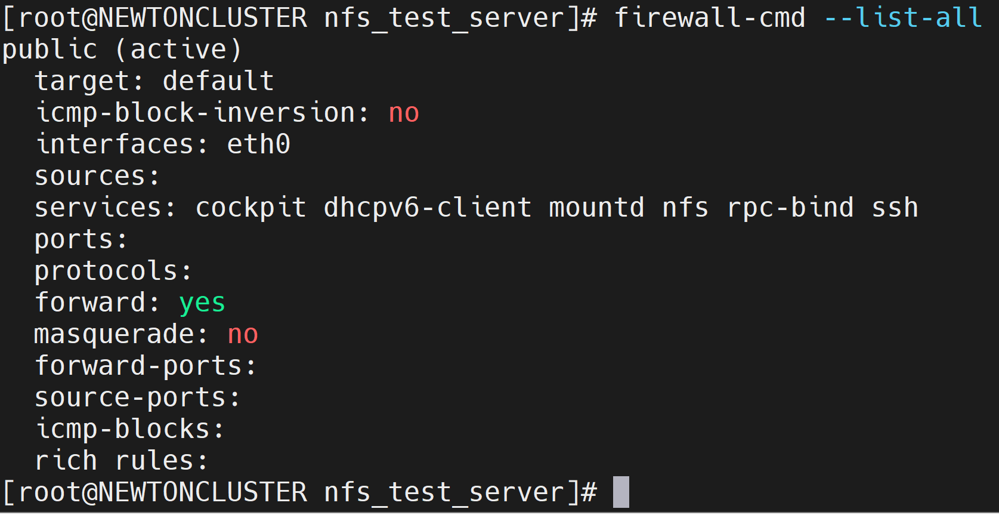 [root@NEWTONCLUSTER nfs_test_server]# firewall-cmd --list-all
public (active)
  target: default
  icmp-block-inversion: no
  interfaces: eth0
  sources:
  services: cockpit dhcpv6-client mountd nfs rpc-bind ssh
  ports:
  protocols:
  forward: yes
  masquerade: no
  forward-ports:
  source-ports:
  icmp-blocks:
  rich rules:
[root@NEWTONCLUSTER nfs_test_server]#